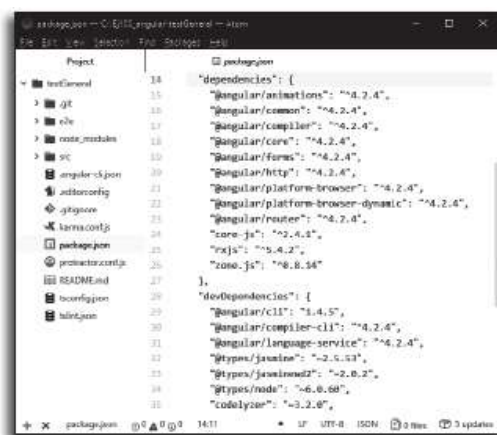 package.json — C:\ — Atom
File Edit View Selection Find Packages Help
Project
package.json
testGeneral
.git
e2e
node_modules
src
.angular-cli.json
.editorconfig
.gitignore
karma.conf.js
package.json
protractor.conf.js
README.md
tsconfig.json
tslint.json
14 "dependencies": {
15 "@angular/animations": "^4.2.4",
16 "@angular/common": "^4.2.4",
17 "@angular/compiler": "^4.2.4",
18 "@angular/core": "^4.2.4",
19 "@angular/forms": "^4.2.4",
20 "@angular/http": "^4.2.4",
21 "@angular/platform-browser": "^4.2.4",
22 "@angular/platform-browser-dynamic": "^4.2.4",
23 "@angular/router": "^4.2.4",
24 "core-js": "^2.4.1",
25 "rxjs": "^5.4.2",
26 "zone.js": "^0.8.14"
27 },
28 "devDependencies": {
29 "@angular/cli": "1.4.5",
30 "@angular/compiler-cli": "^4.2.4",
31 "@angular/language-service": "^4.2.4",
32 "@types/jasmine": "~2.5.53",
33 "@types/jasminewd2": "~2.0.2",
34 "@types/node": "~6.0.60",
35 "codelyzer": "~3.2.0",
package.json 0 0 0 14:11 LF UTF-8 JSON 0 files 3 updates